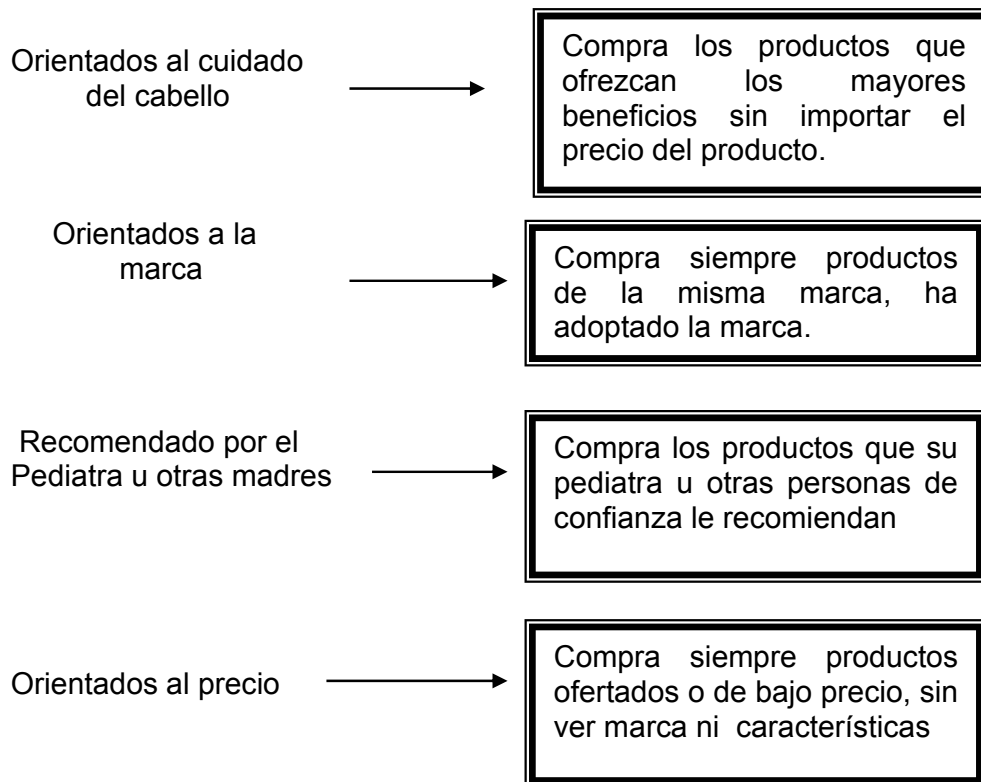 Orientados al cuidado
del cabello
Compra los productos que
ofrezcan los mayores
beneficios sin importar el
precio del producto.
Orientados a la
marca
Compra siempre productos
de la misma marca, ha
adoptado la marca.
Recomendado por el
Pediatra u otras madres
Compra los productos que su
pediatra u otras personas de
confianza le recomiendan
Orientados al precio
Compra siempre productos
ofertados o de bajo precio, sin
ver marca ni características